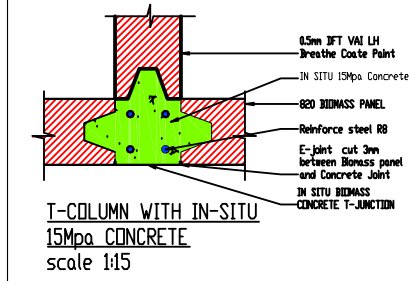 0.5mm DFT VAI LH
Breathe Coate Paint
IN SITU 15Mpa Concrete
820 BIOMASS PANEL
Reinforce steel R8
E-joint cut 3mm
between Biomass panel
and Concrete Joint
IN SITU BIOMASS
CONCRETE T-JUNCTION
T-COLUMN WITH IN-SITU
15Mpa CONCRETE
scale 1:15